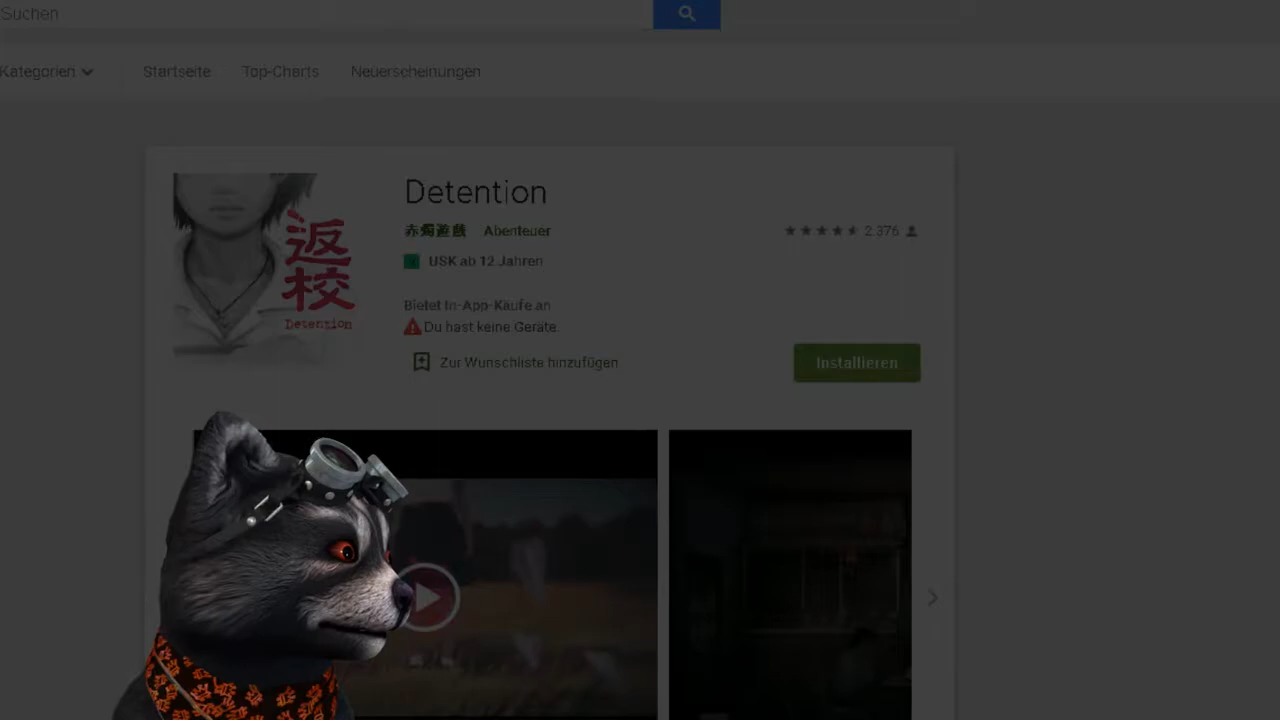 Suchen
Kategorien
Startseite
Top-Charts
Neuerscheinungen
Detention
赤燭遊戲 Abenteuer
2.376
USK ab 12 Jahren
Bietet In-App-Käufe an
Du hast keine Geräte.
Zur Wunschliste hinzufügen
Installieren
返校
Detention